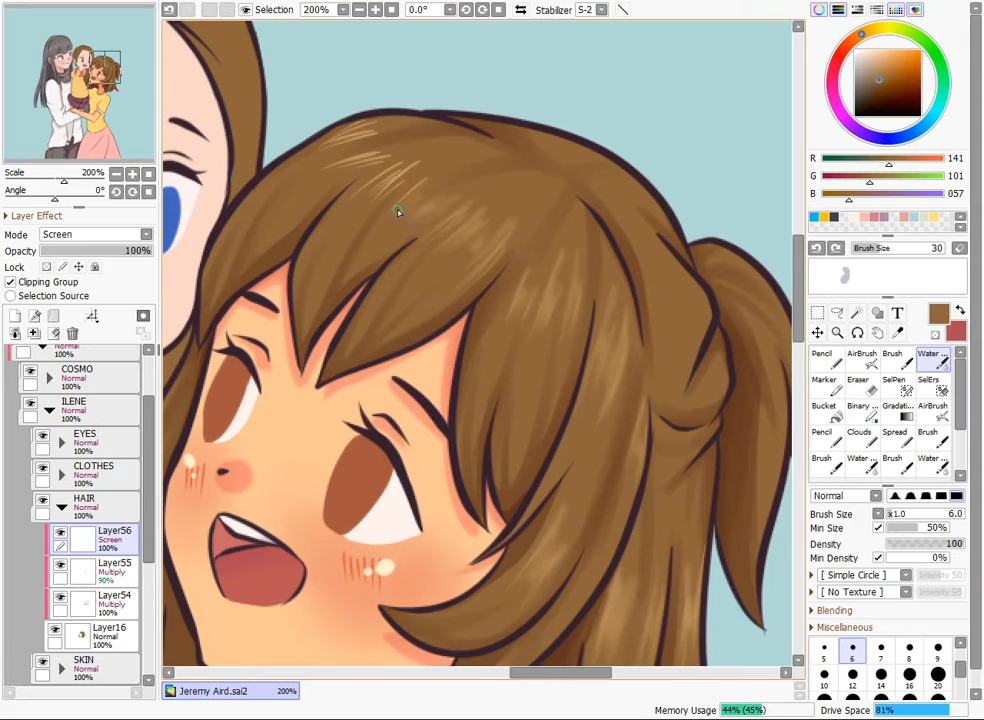 Selection 200% 0.0° Stabilizer S-2
Scale 200%
Angle 0°
Layer Effect
Mode Screen
Opacity 100%
Lock
Clipping Group
Selection Source
Normal
100%
COSMO
Normal
100%
ILENE
Normal
100%
EYES
Normal
100%
CLOTHES
Normal
100%
HAIR
Normal
100%
Layer56
Screen
100%
Layer55
Multiply
90%
Layer54
Multiply
100%
Layer16
Normal
100%
SKIN
Normal
100%
Jeremy Aird.sai2 200%
Memory Usage 44% (45%) Drive Space 81%
R 141
G 101
B 057
Brush Size 30
T
Pencil AirBrush Brush Water ...
Marker Eraser SelPen SelErs
Bucket Binary ... Gradati... AirBrush
Pencil Clouds Spread Brush
Brush Water ... Brush Water ...
Normal
Brush Size x1.0 6.0
Min Size 50%
Density 100
Min Density 0%
[ Simple Circle ] Intensity 50
[ No Texture ] Intensity 95
Blending
Miscellaneous
5 6 7 8 9
10 12 14 16 20